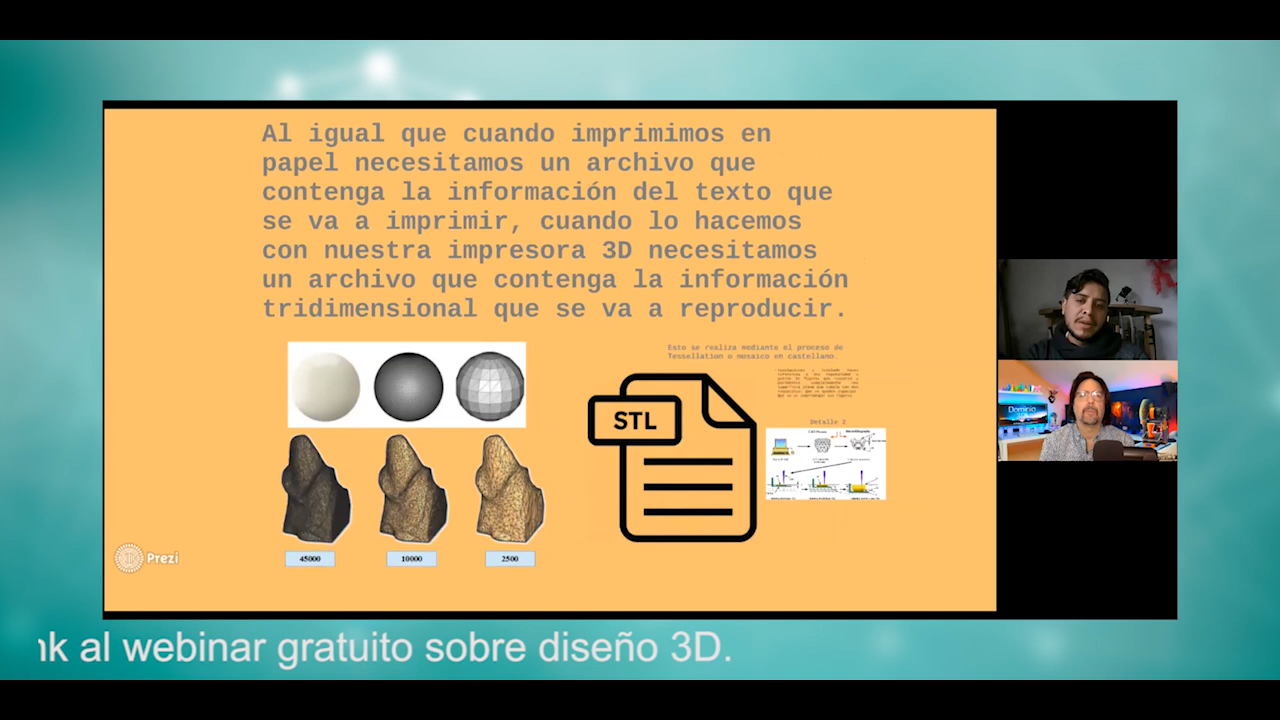 Al igual que cuando imprimimos en
papel necesitamos un archivo que
contenga la información del texto que
se va a imprimir, cuando lo hacemos
con nuestra impresora 3D necesitamos
un archivo que contenga la información
tridimensional que se va a reproducir.
Esto se realiza mediante el proceso de
Tessellation o mosaico en castellano.
STL
Detalle 2
45000
10000
2500
Prezi
Dominio
al webinar gratuito sobre diseño 3D.